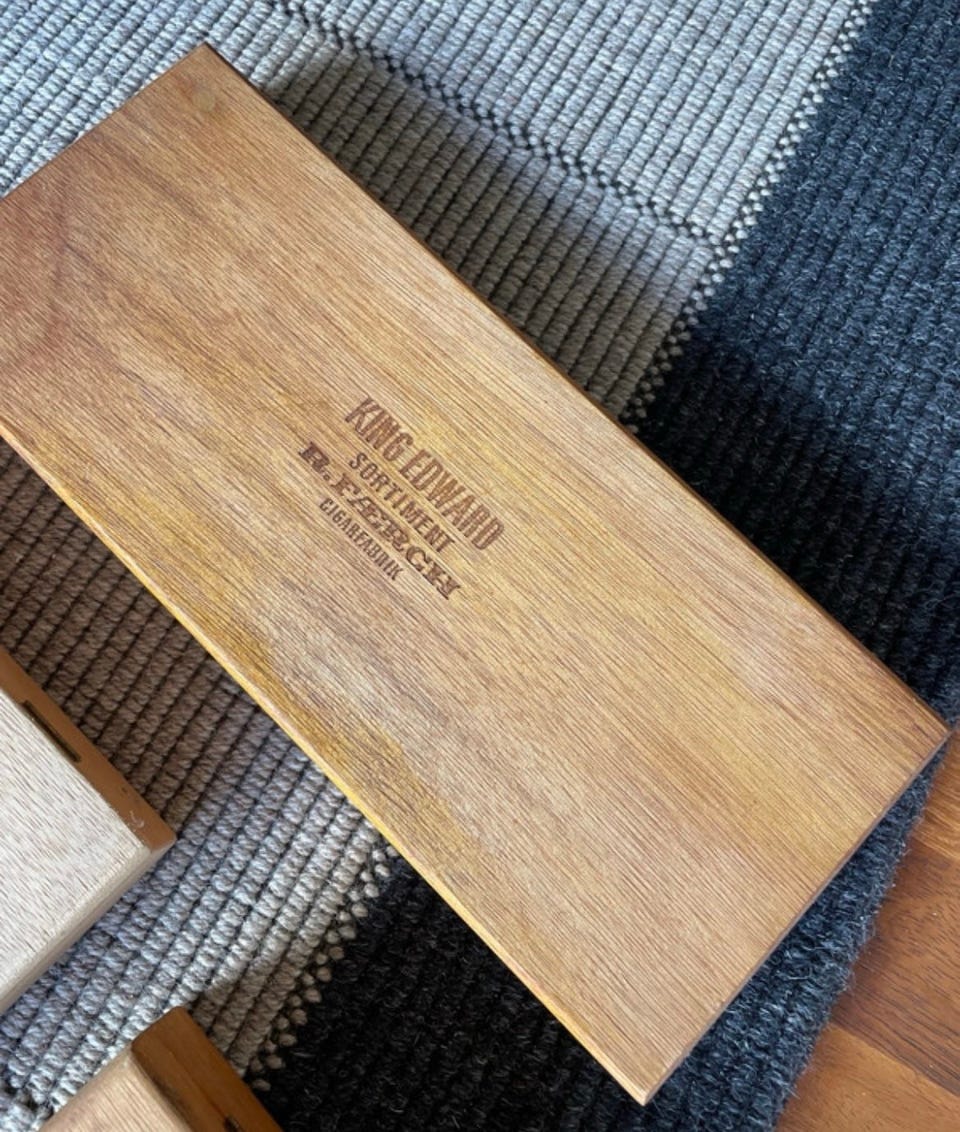 KING EDWARD
SORTIMENT
R. FÆRCH
CIGARFABRIK